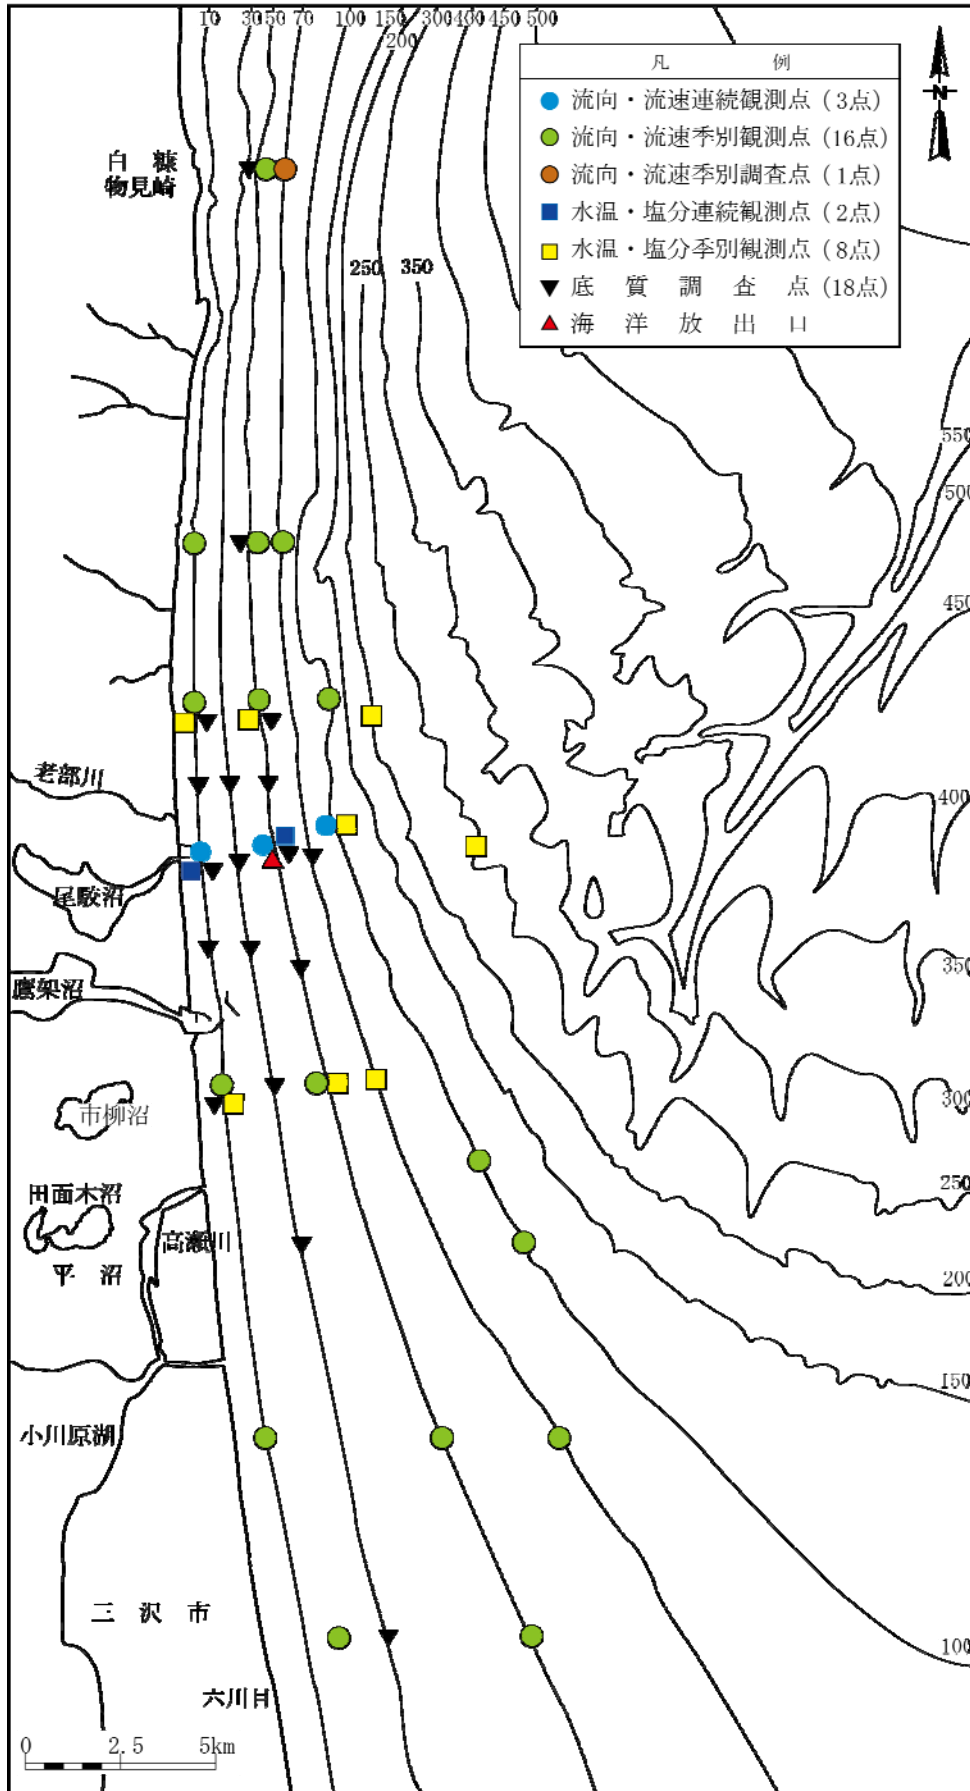 10 30 50 70 100 150 200 300 400 450 500
凡 例
流向・流速連続観測点 (3点)
流向・流速季別観測点 (16点)
流向・流速季別調査点 (1点)
水温・塩分連続観測点 (2点)
水温・塩分季別観測点 (8点)
底 質 調 査 点 (18点)
海 洋 放 出 口
N
白 糠
物見崎
250 350
550
500
450
老部川
400
尾駮沼
350
鷹架沼
300
市柳沼
250
田面木沼
高瀬川
平 沼
200
150
小川原湖
三 沢 市
100
六川目
0 2.5 5km